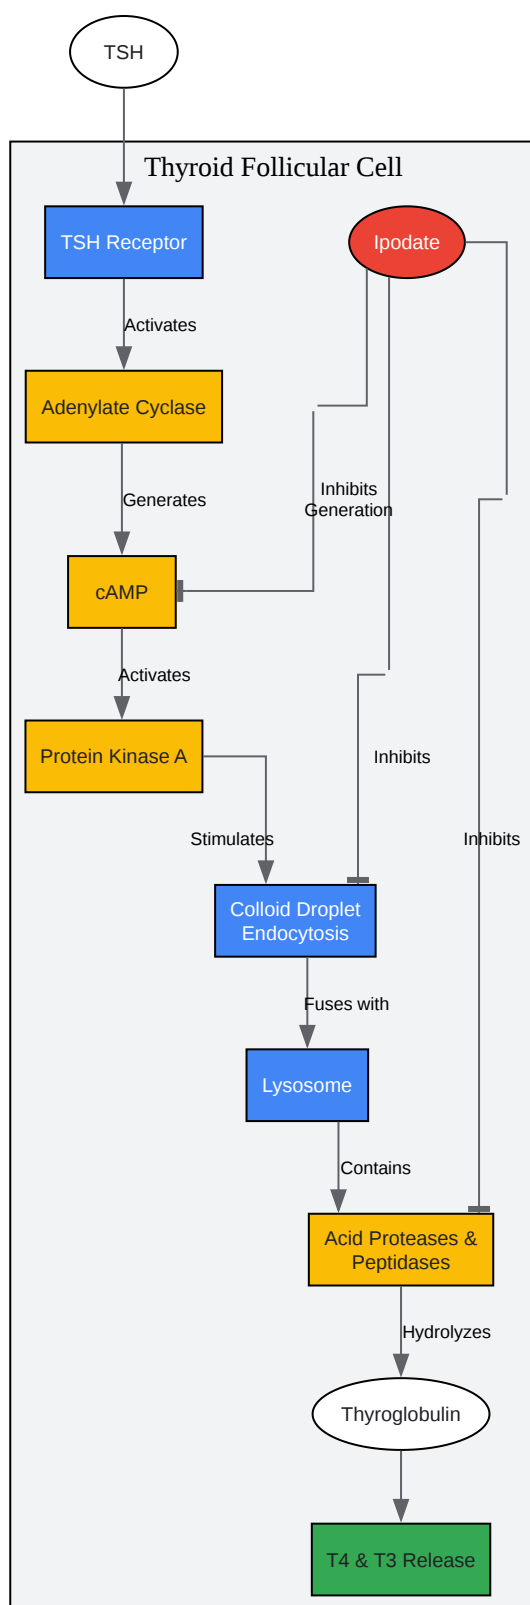 TSH
Thyroid Follicular Cell
TSH Receptor
Ipodate
Activates
Adenylate Cyclase
Inhibits
Generation
Generates
cAMP
Activates
Protein Kinase A
Inhibits
Stimulates
Inhibits
Colloid Droplet
Endocytosis
Fuses with
Lysosome
Contains
Acid Proteases &
Peptidases
Hydrolyzes
Thyroglobulin
T4 & T3 Release